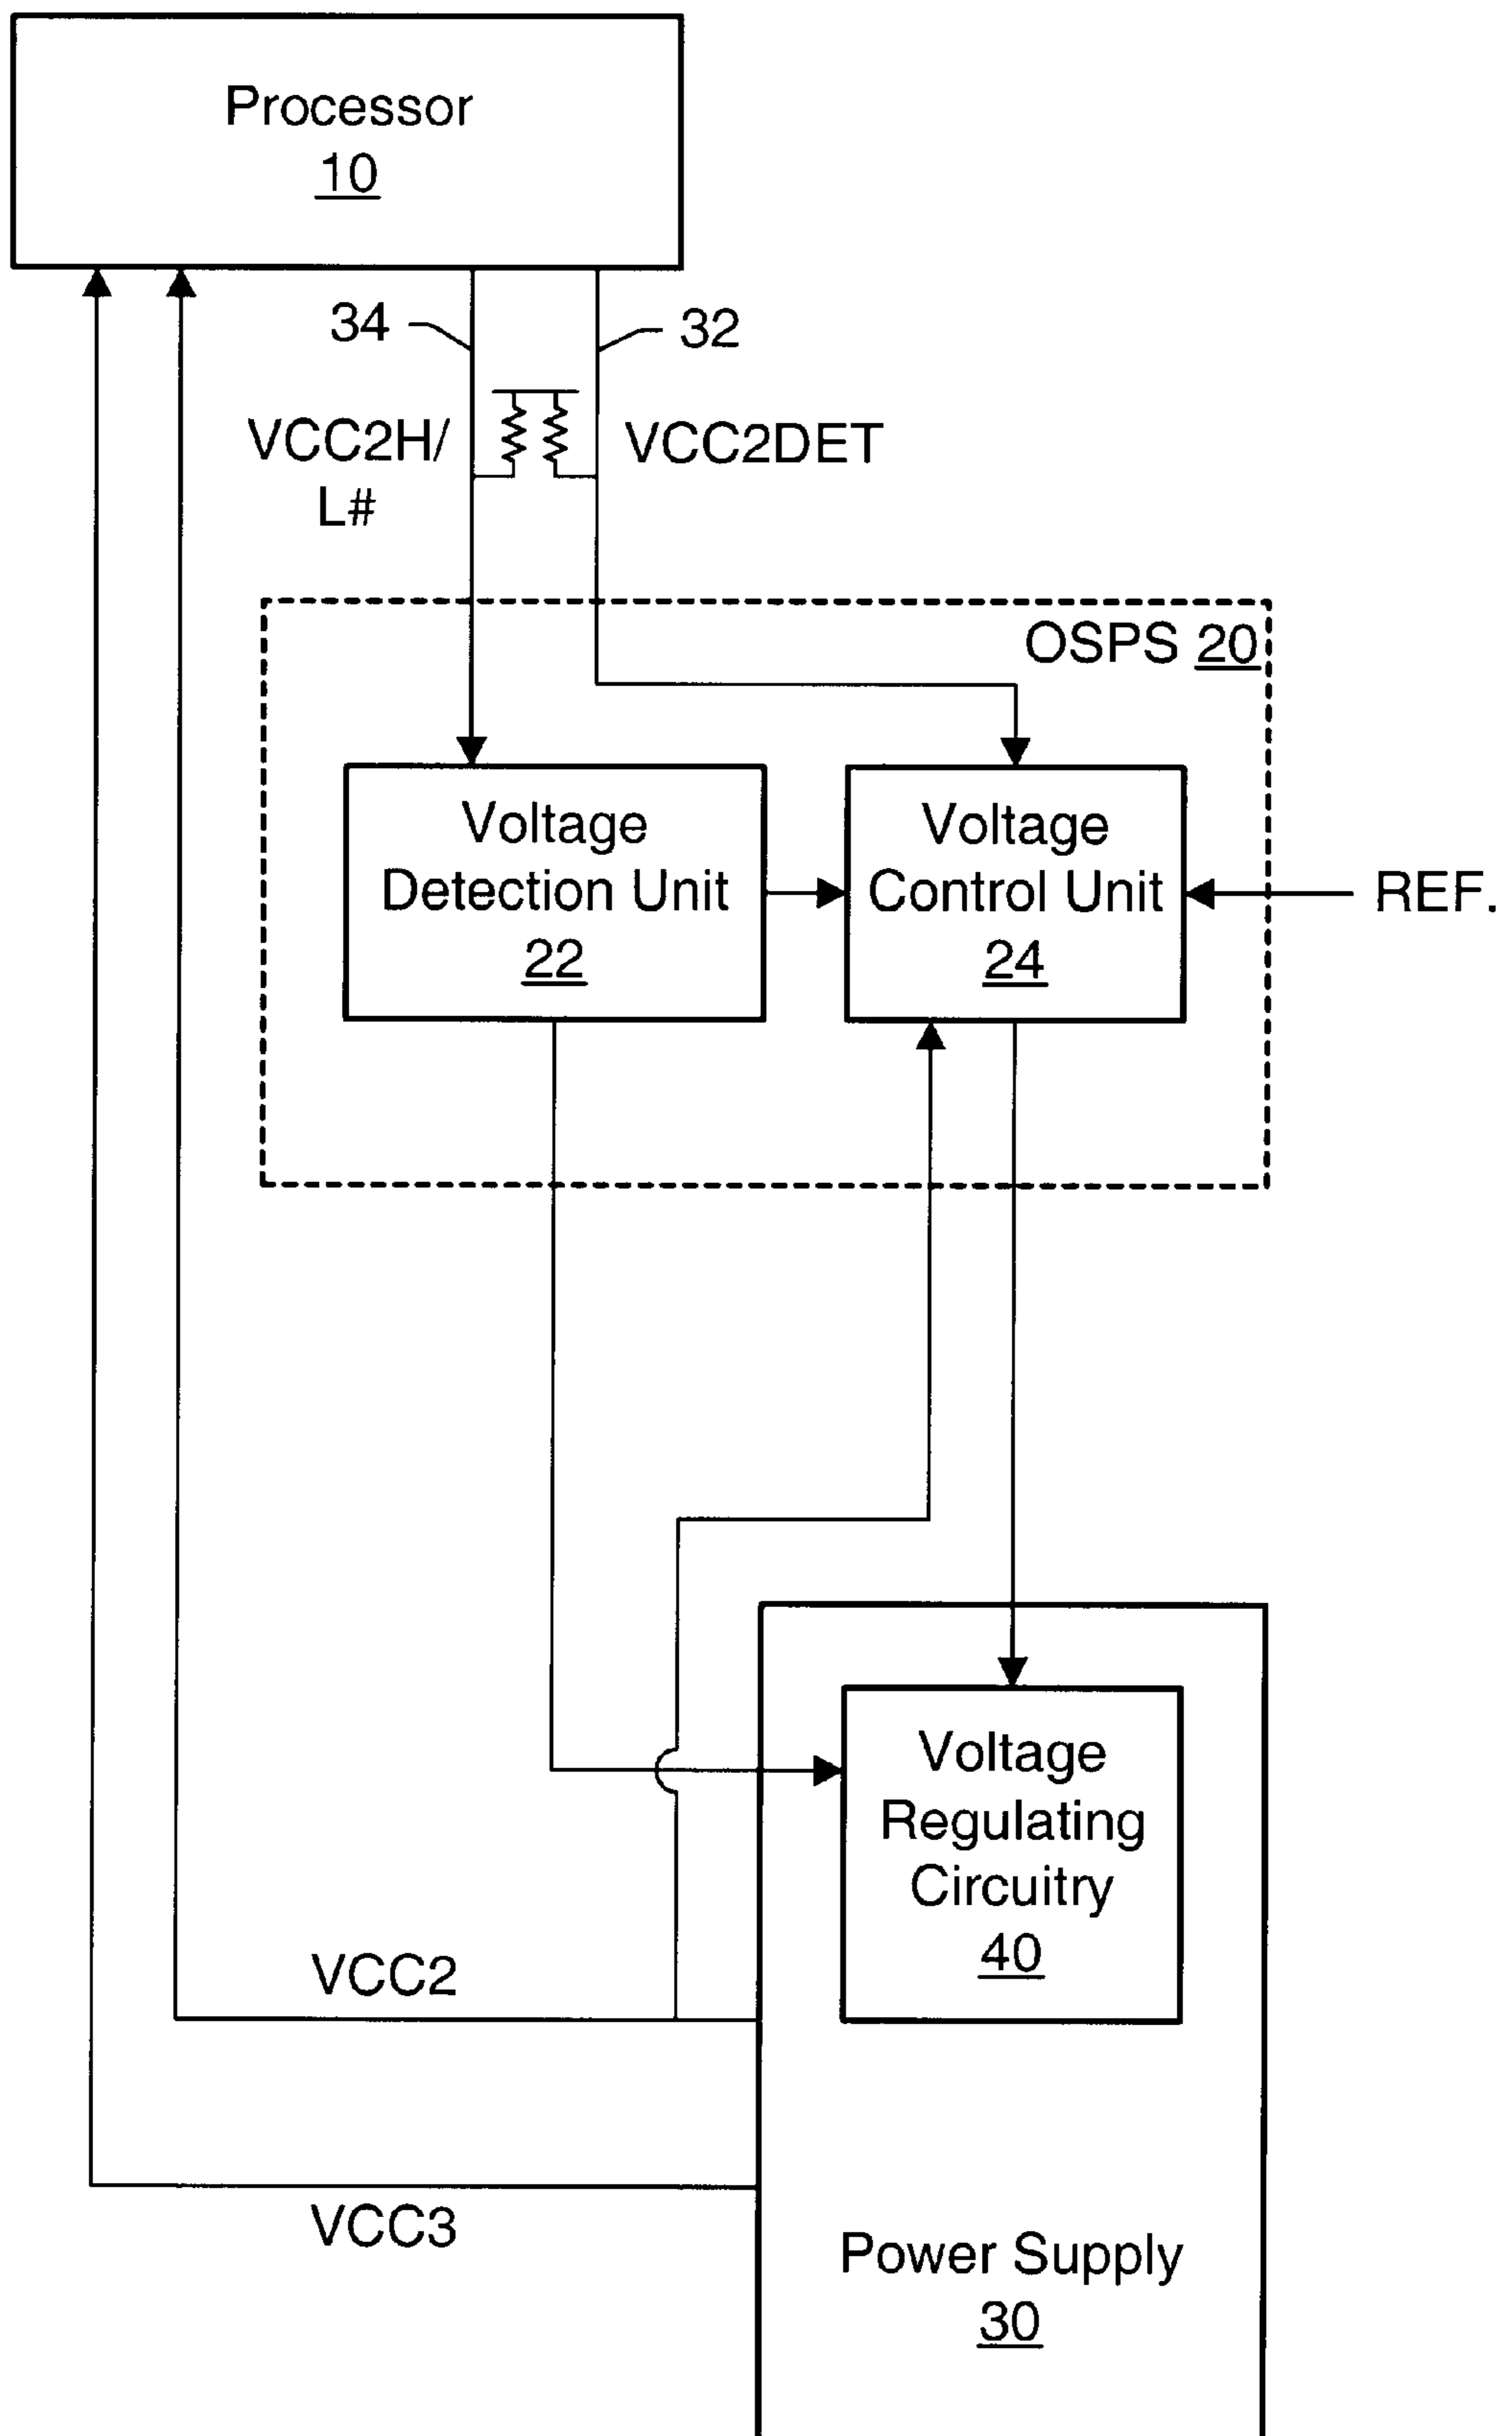 Processor
10
34
32
VCC2H/
L#
VCC2DET
OSPS 20
Voltage
Detection Unit
22
Voltage
Control Unit
24
REF.
Voltage
Regulating
Circuitry
40
VCC2
VCC3
Power Supply
30